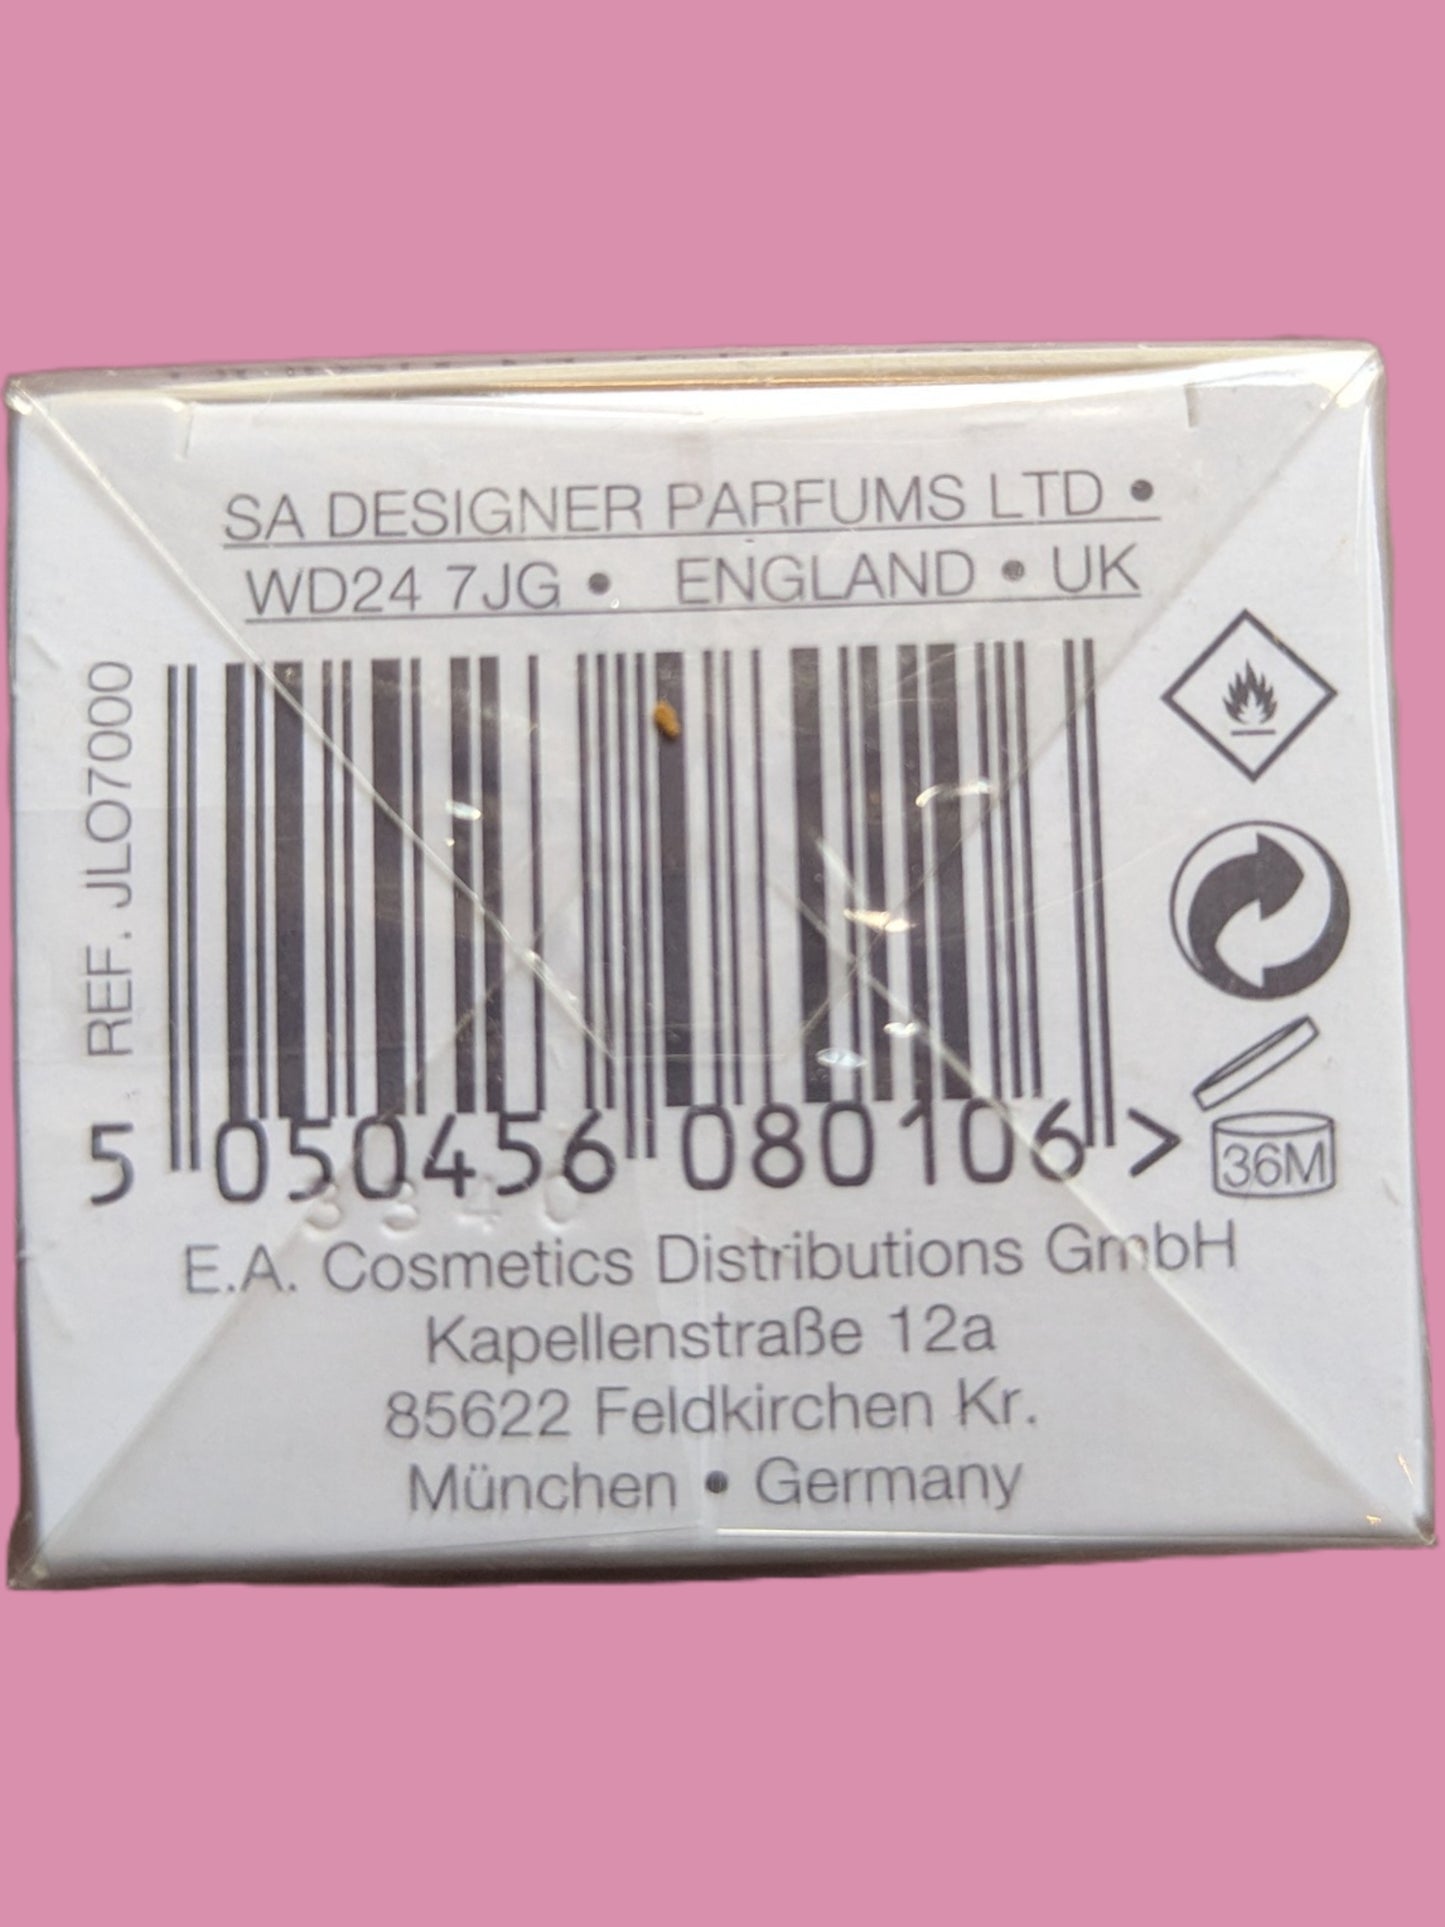 SA DESIGNER PARFUMS LTD •
WD24 7JG • ENGLAND • UK
REF. JLO7000
5 050456 080106 >
36M
3340
E.A. Cosmetics Distributions GmbH
Kapellenstraße 12a
85622 Feldkirchen Kr.
München • Germany